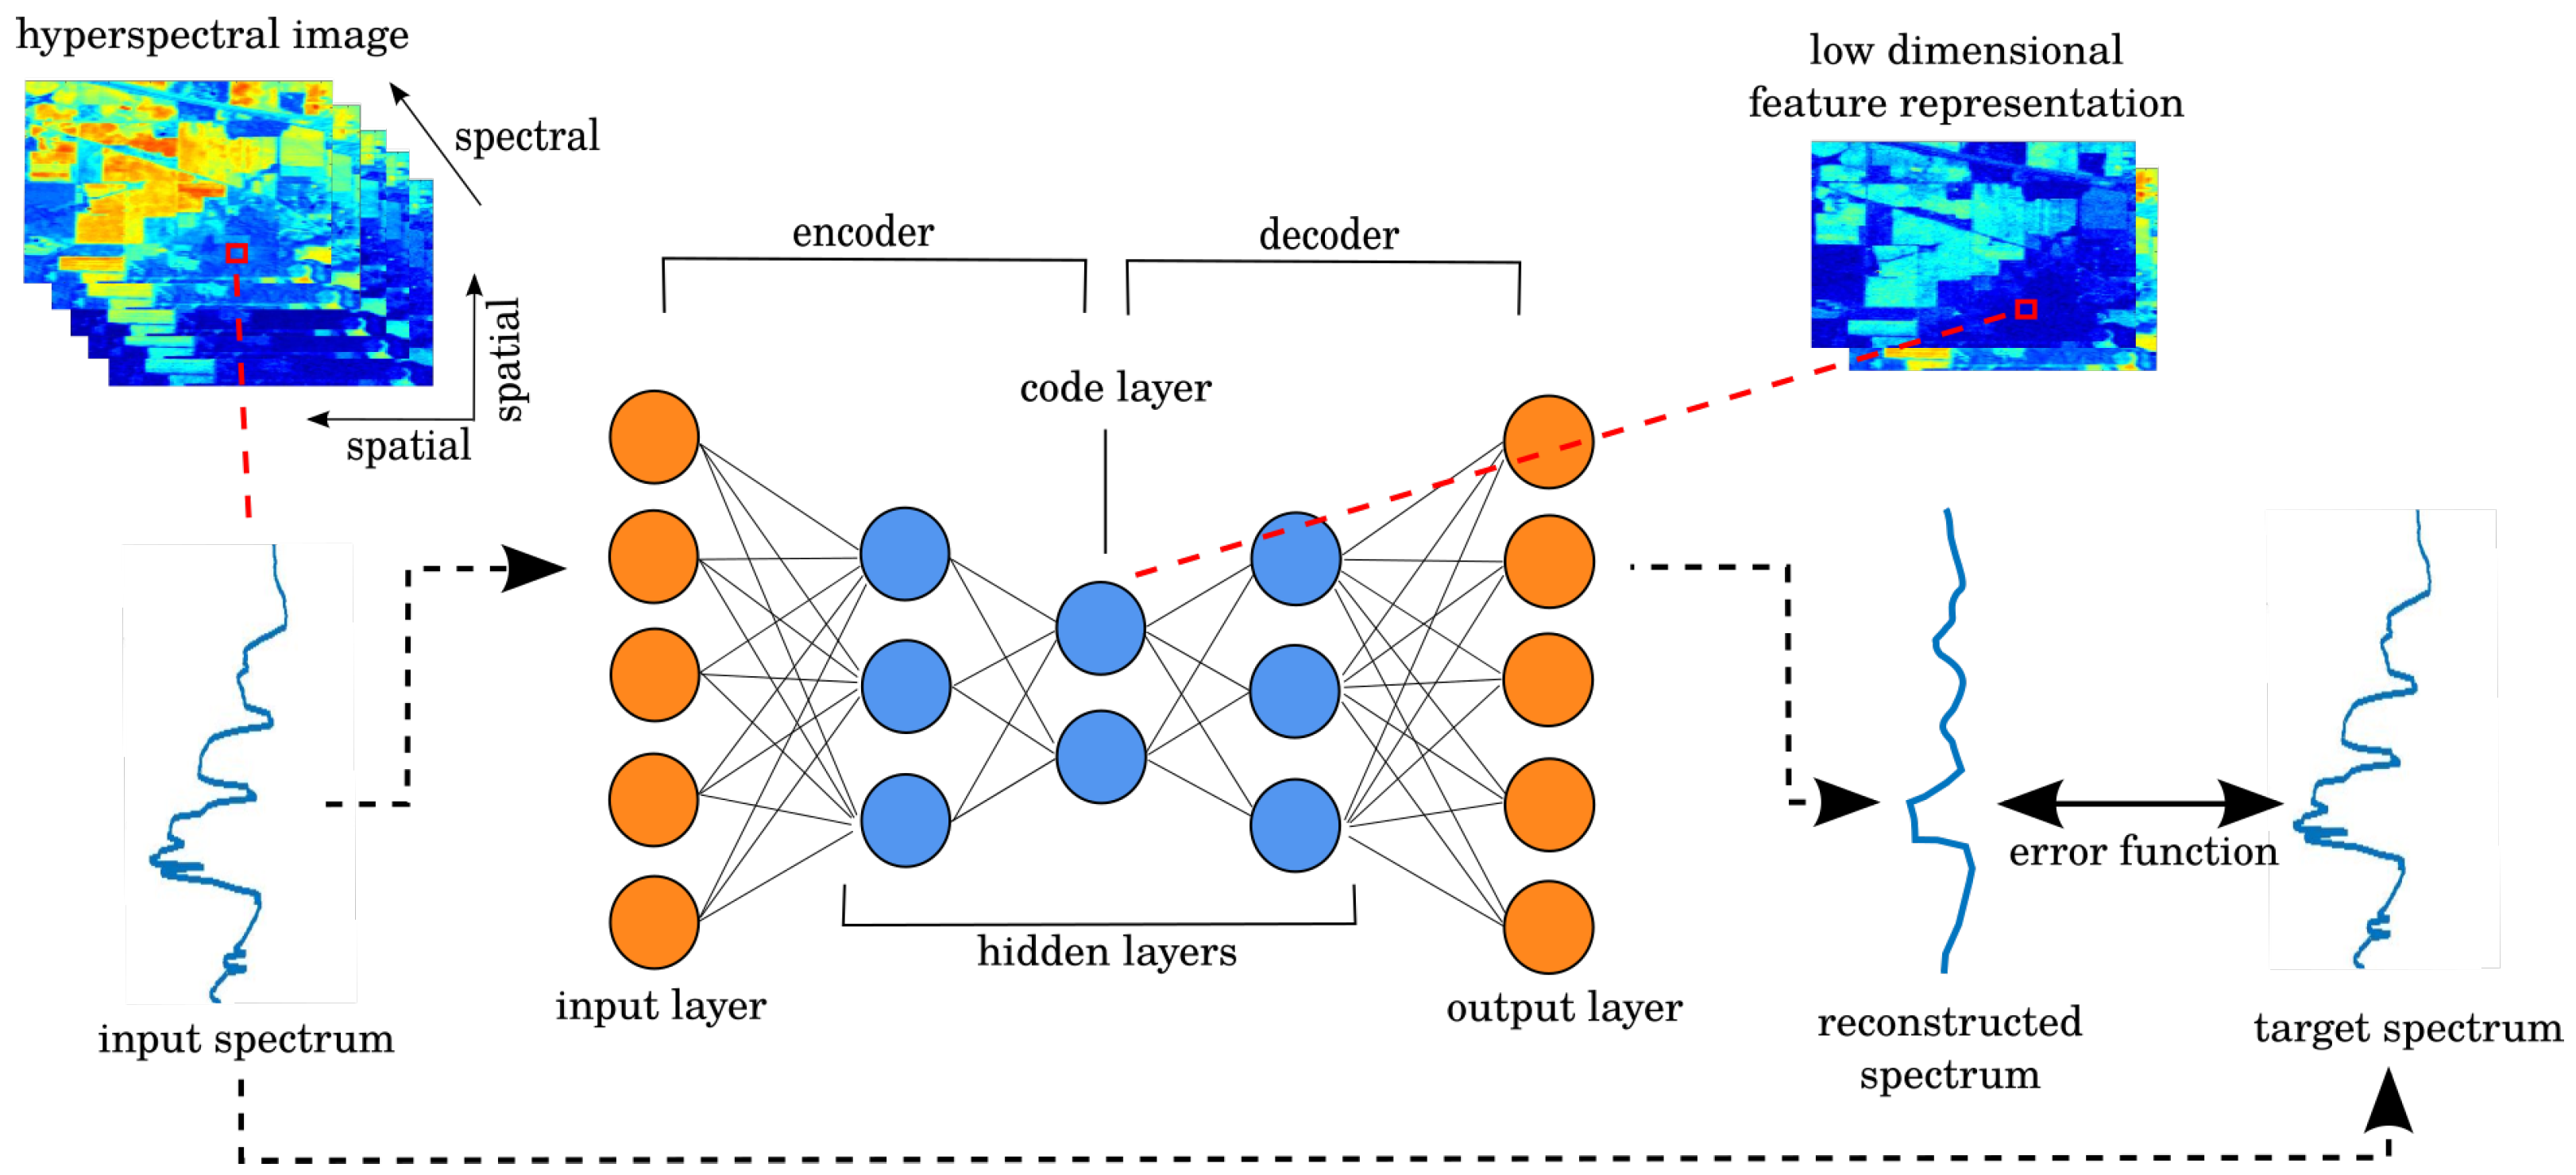 hyperspectral image
spectral
spatial
spatial
low dimensional
feature representation
encoder
decoder
code layer
hidden layers
input layer
output layer
input spectrum
error function
reconstructed
spectrum
target spectrum